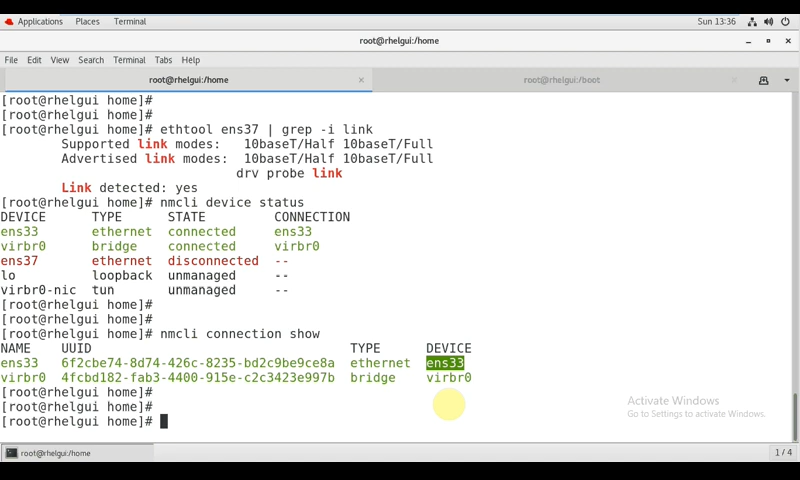 Applications Places Terminal Sun 13:36
root@rhelgui:/home
File Edit View Search Terminal Tabs Help
root@rhelgui:/home × root@rhelgui:/boot ×
[root@rhelgui home]#
[root@rhelgui home]#
[root@rhelgui home]# ethtool ens37 | grep -i link
Supported link modes: 10baseT/Half 10baseT/Full
Advertised link modes: 10baseT/Half 10baseT/Full
drv probe link
Link detected: yes
[root@rhelgui home]# nmcli device status
DEVICE TYPE STATE CONNECTION
ens33 ethernet connected ens33
virbr0 bridge connected virbr0
ens37 ethernet disconnected --
lo loopback unmanaged --
virbr0-nic tun unmanaged --
[root@rhelgui home]#
[root@rhelgui home]#
[root@rhelgui home]# nmcli connection show
NAME UUID TYPE DEVICE
ens33 6f2cbe74-8d74-426c-8235-bd2c9be9ce8a ethernet ens33
virbr0 4fcbd182-fab3-4400-915e-c2c3423e997b bridge virbr0
[root@rhelgui home]#
[root@rhelgui home]#
[root@rhelgui home]#
Activate Windows
Go to Settings to activate Windows.
root@rhelgui:/home 1 / 4